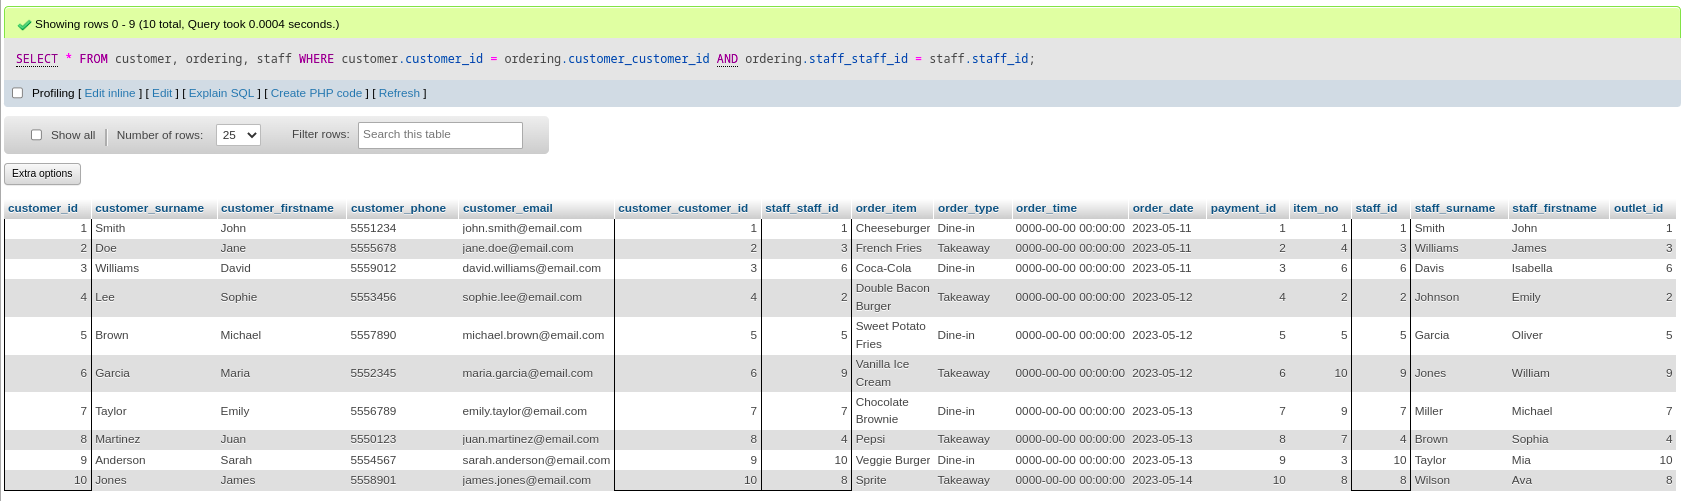 Showing rows 0 - 9 (10 total, Query took 0.0004 seconds.)
SELECT * FROM customer, ordering, staff WHERE customer.customer_id = ordering.customer_customer_id AND ordering.staff_staff_id = staff.staff_id;
Profiling [ Edit inline ] [ Edit ] [ Explain SQL ] [ Create PHP code ] [ Refresh ]
Show all | Number of rows: 25 Filter rows: Search this table
Extra options
customer_id customer_surname customer_firstname customer_phone customer_email customer_customer_id staff_staff_id order_item order_type order_time order_date payment_id item_no staff_id staff_surname staff_firstname outlet_id
1 Smith John 5551234 john.smith@email.com 1 1 Cheeseburger Dine-in 0000-00-00 00:00:00 2023-05-11 1 1 1 Smith John 1
2 Doe Jane 5555678 jane.doe@email.com 2 3 French Fries Takeaway 0000-00-00 00:00:00 2023-05-11 2 4 3 Williams James 3
3 Williams David 5559012 david.williams@email.com 3 6 Coca-Cola Dine-in 0000-00-00 00:00:00 2023-05-11 3 6 6 Davis Isabella 6
4 Lee Sophie 5553456 sophie.lee@email.com 4 2 Double Bacon Burger Takeaway 0000-00-00 00:00:00 2023-05-12 4 2 2 Johnson Emily 2
5 Brown Michael 5557890 michael.brown@email.com 5 5 Sweet Potato Fries Dine-in 0000-00-00 00:00:00 2023-05-12 5 5 5 Garcia Oliver 5
6 Garcia Maria 5552345 maria.garcia@email.com 6 9 Vanilla Ice Cream Takeaway 0000-00-00 00:00:00 2023-05-12 6 10 9 Jones William 9
7 Taylor Emily 5556789 emily.taylor@email.com 7 7 Chocolate Brownie Dine-in 0000-00-00 00:00:00 2023-05-13 7 9 7 Miller Michael 7
8 Martinez Juan 5550123 juan.martinez@email.com 8 4 Pepsi Takeaway 0000-00-00 00:00:00 2023-05-13 8 7 4 Brown Sophia 4
9 Anderson Sarah 5554567 sarah.anderson@email.com 9 10 Veggie Burger Dine-in 0000-00-00 00:00:00 2023-05-13 9 3 10 Taylor Mia 10
10 Jones James 5558901 james.jones@email.com 10 8 Sprite Takeaway 0000-00-00 00:00:00 2023-05-14 10 8 8 Wilson Ava 8